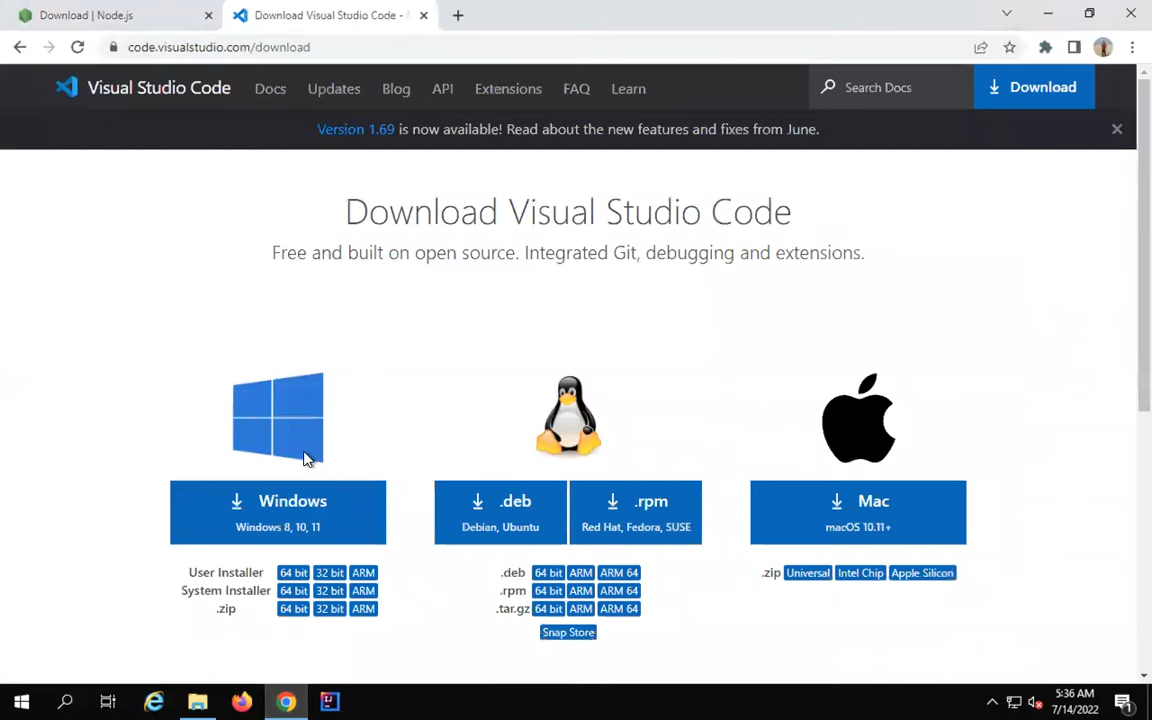 Download | Node.js
Download Visual Studio Code -
code.visualstudio.com/download
Visual Studio Code
Docs Updates Blog API Extensions FAQ Learn
Search Docs
Download
Version 1.69 is now available! Read about the new features and fixes from June.
Download Visual Studio Code
Free and built on open source. Integrated Git, debugging and extensions.
Windows
Windows 8, 10, 11
User Installer 64 bit 32 bit ARM
System Installer 64 bit 32 bit ARM
.zip 64 bit 32 bit ARM
.deb
Debian, Ubuntu
.rpm
Red Hat, Fedora, SUSE
.deb 64 bit ARM ARM 64
.rpm 64 bit ARM ARM 64
.tar.gz 64 bit ARM ARM 64
Snap Store
Mac
macOS 10.11+
.zip Universal Intel Chip Apple Silicon
5:36 AM
7/14/2022
1